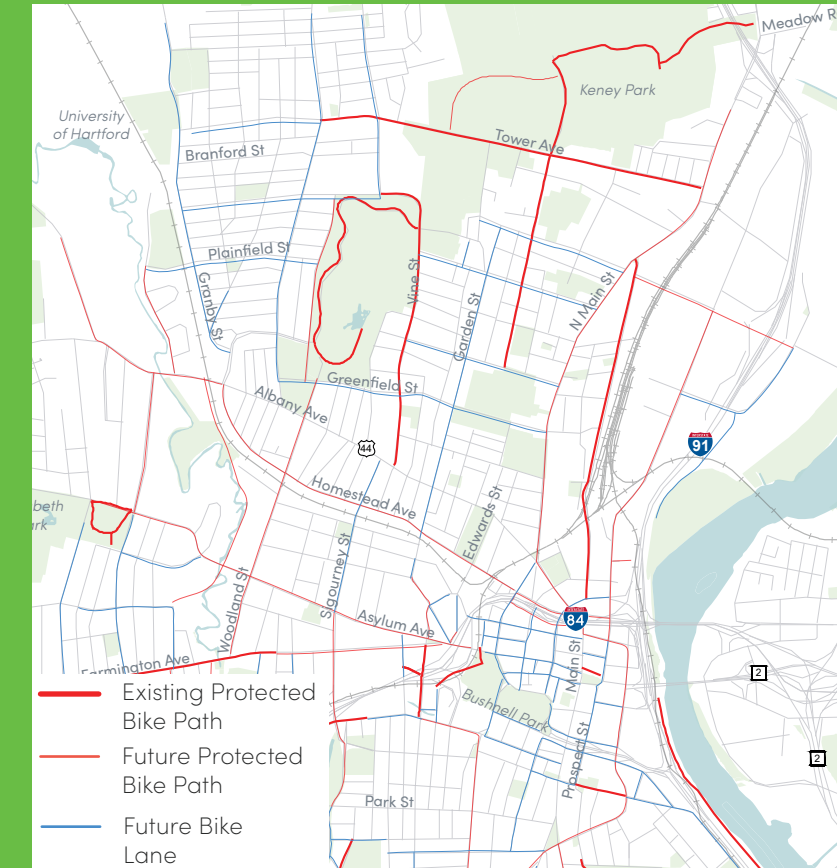 Meadow R
Keney Park
University
of Hartford
Tower Ave
Branford St
Plainfield St
Granby St
Vine St
Garden St
N Main St
Greenfield St
Albany Ave
44
91
Homestead Ave
beth
rk
Edwards St
Sigourney St
Woodland St
Asylum Ave
84
Main St
Farmington Ave
2
Bushnell Park
Prospect St
2
Park St
Existing Protected
Bike Path
Future Protected
Bike Path
Future Bike
Lane